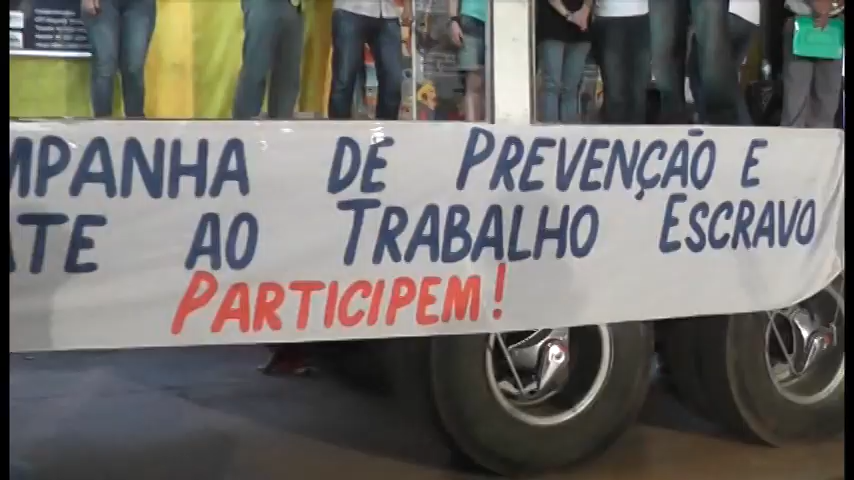 MPANHA DE PREVENÇÃO E
ATE AO TRABALHO ESCRAVO
PARTICIPEM!